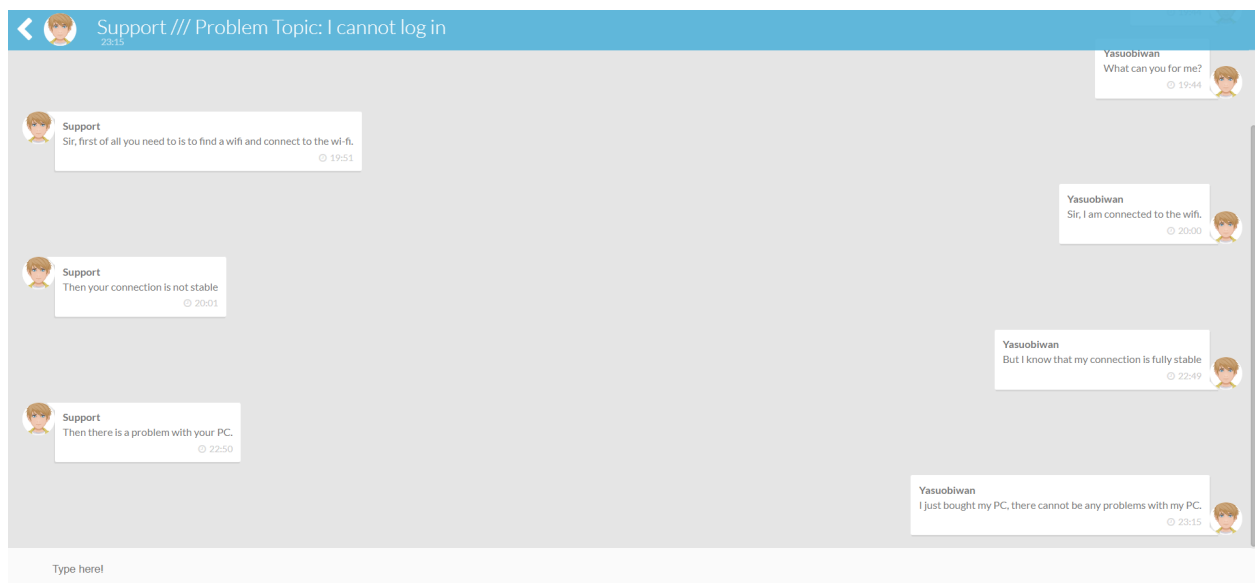 Support /// Problem Topic: I cannot log in
23:15
Yasuobiwan
What can you for me?
19:44
Support
Sir, first of all you need to is to find a wifi and connect to the wi-fi.
19:51
Yasuobiwan
Sir, I am connected to the wifi.
20:00
Support
Then your connection is not stable
20:01
Yasuobiwan
But I know that my connection is fully stable
22:49
Support
Then there is a problem with your PC.
22:50
Yasuobiwan
I just bought my PC, there cannot be any problems with my PC.
23:15
Type here!